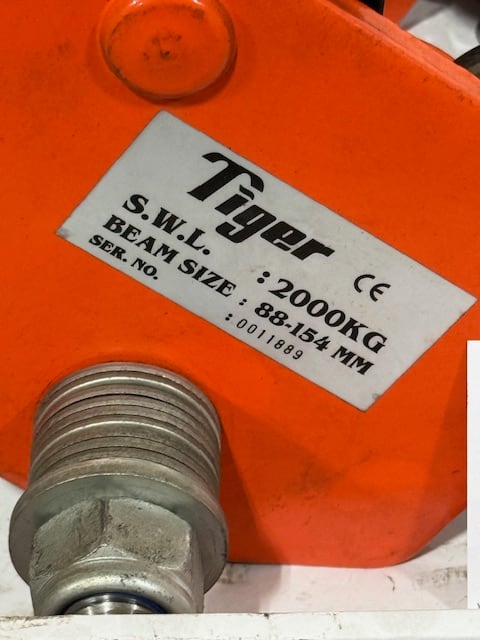 Tiger
CE
S.W.L. : 2000KG
BEAM SIZE : 88-154 MM
SER. NO. : 0011889